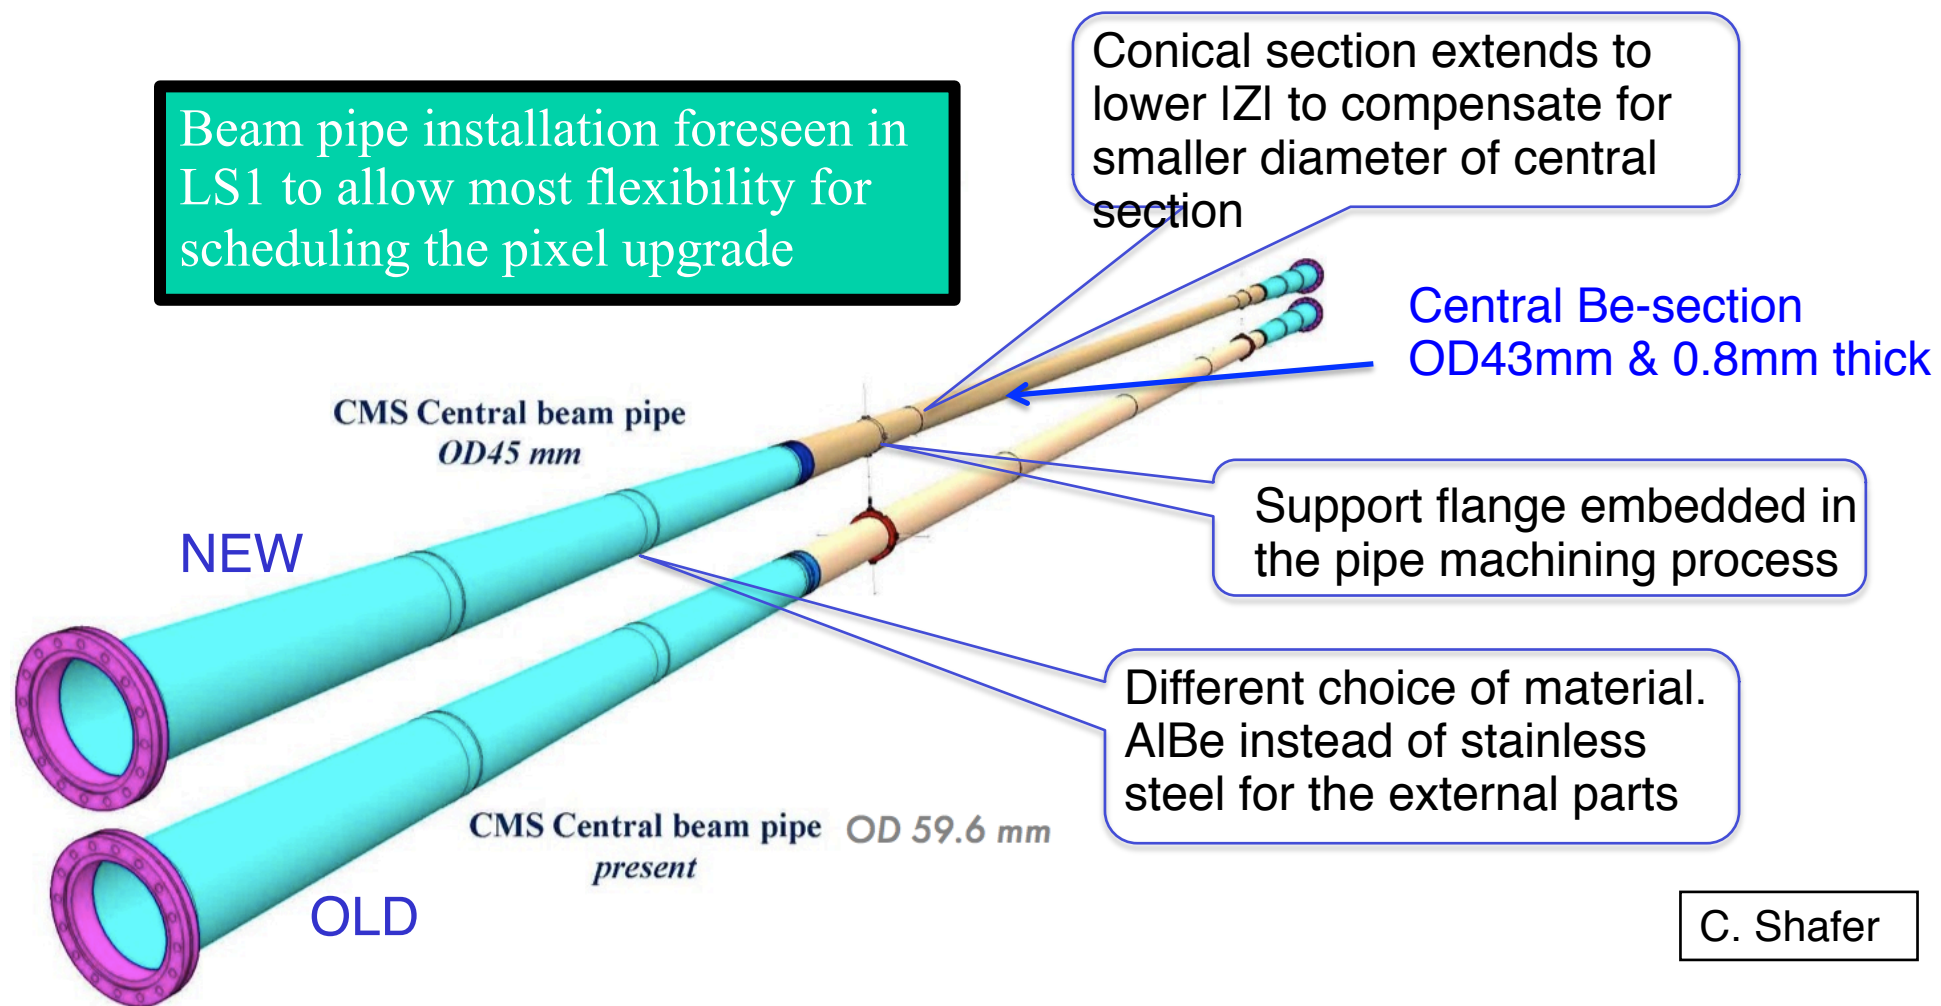 Beam pipe installation foreseen in
LS1 to allow most flexibility for
scheduling the pixel upgrade
Conical section extends to
lower |Z| to compensate for
smaller diameter of central
section
Central Be-section
OD43mm & 0.8mm thick
CMS Central beam pipe
OD45 mm
NEW
Support flange embedded in
the pipe machining process
Different choice of material.
AlBe instead of stainless
steel for the external parts
CMS Central beam pipe OD 59.6 mm
present
OLD
C. Shafer